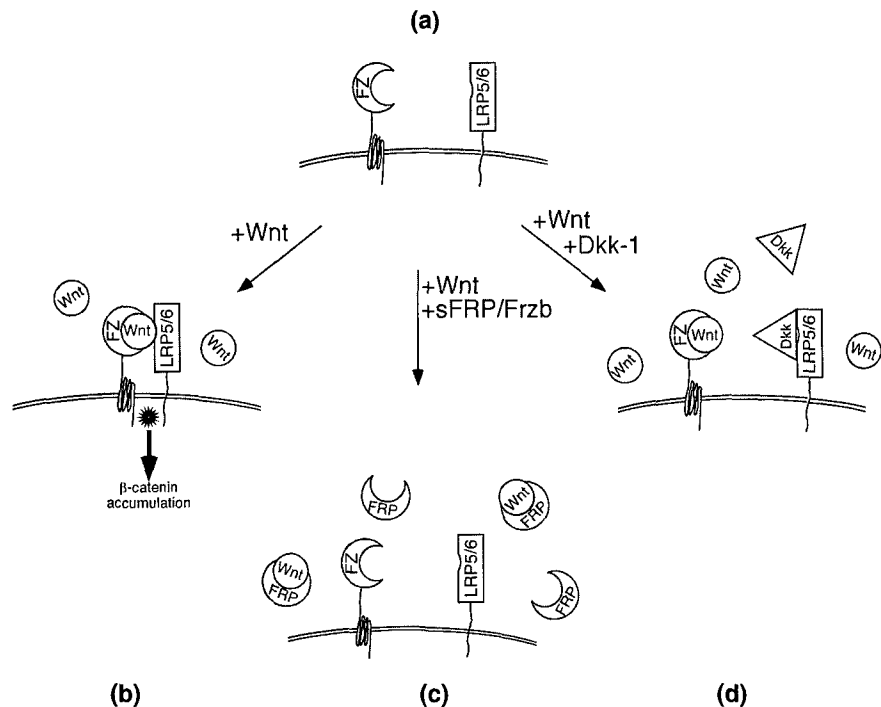 (a)
FZ
LRP5/6
+Wnt
+Wnt
+sFRP/Frzb
+Wnt
+Dkk-1
Wnt
FZ
Wnt
LRP5/6
Wnt
β-catenin
accumulation
Dkk
Wnt
FZ
Wnt
Dkk
LRP5/6
Wnt
Wnt
FRP
Wnt
FRP
Wnt
FRP
FZ
LRP5/6
FRP
(b)
(c)
(d)